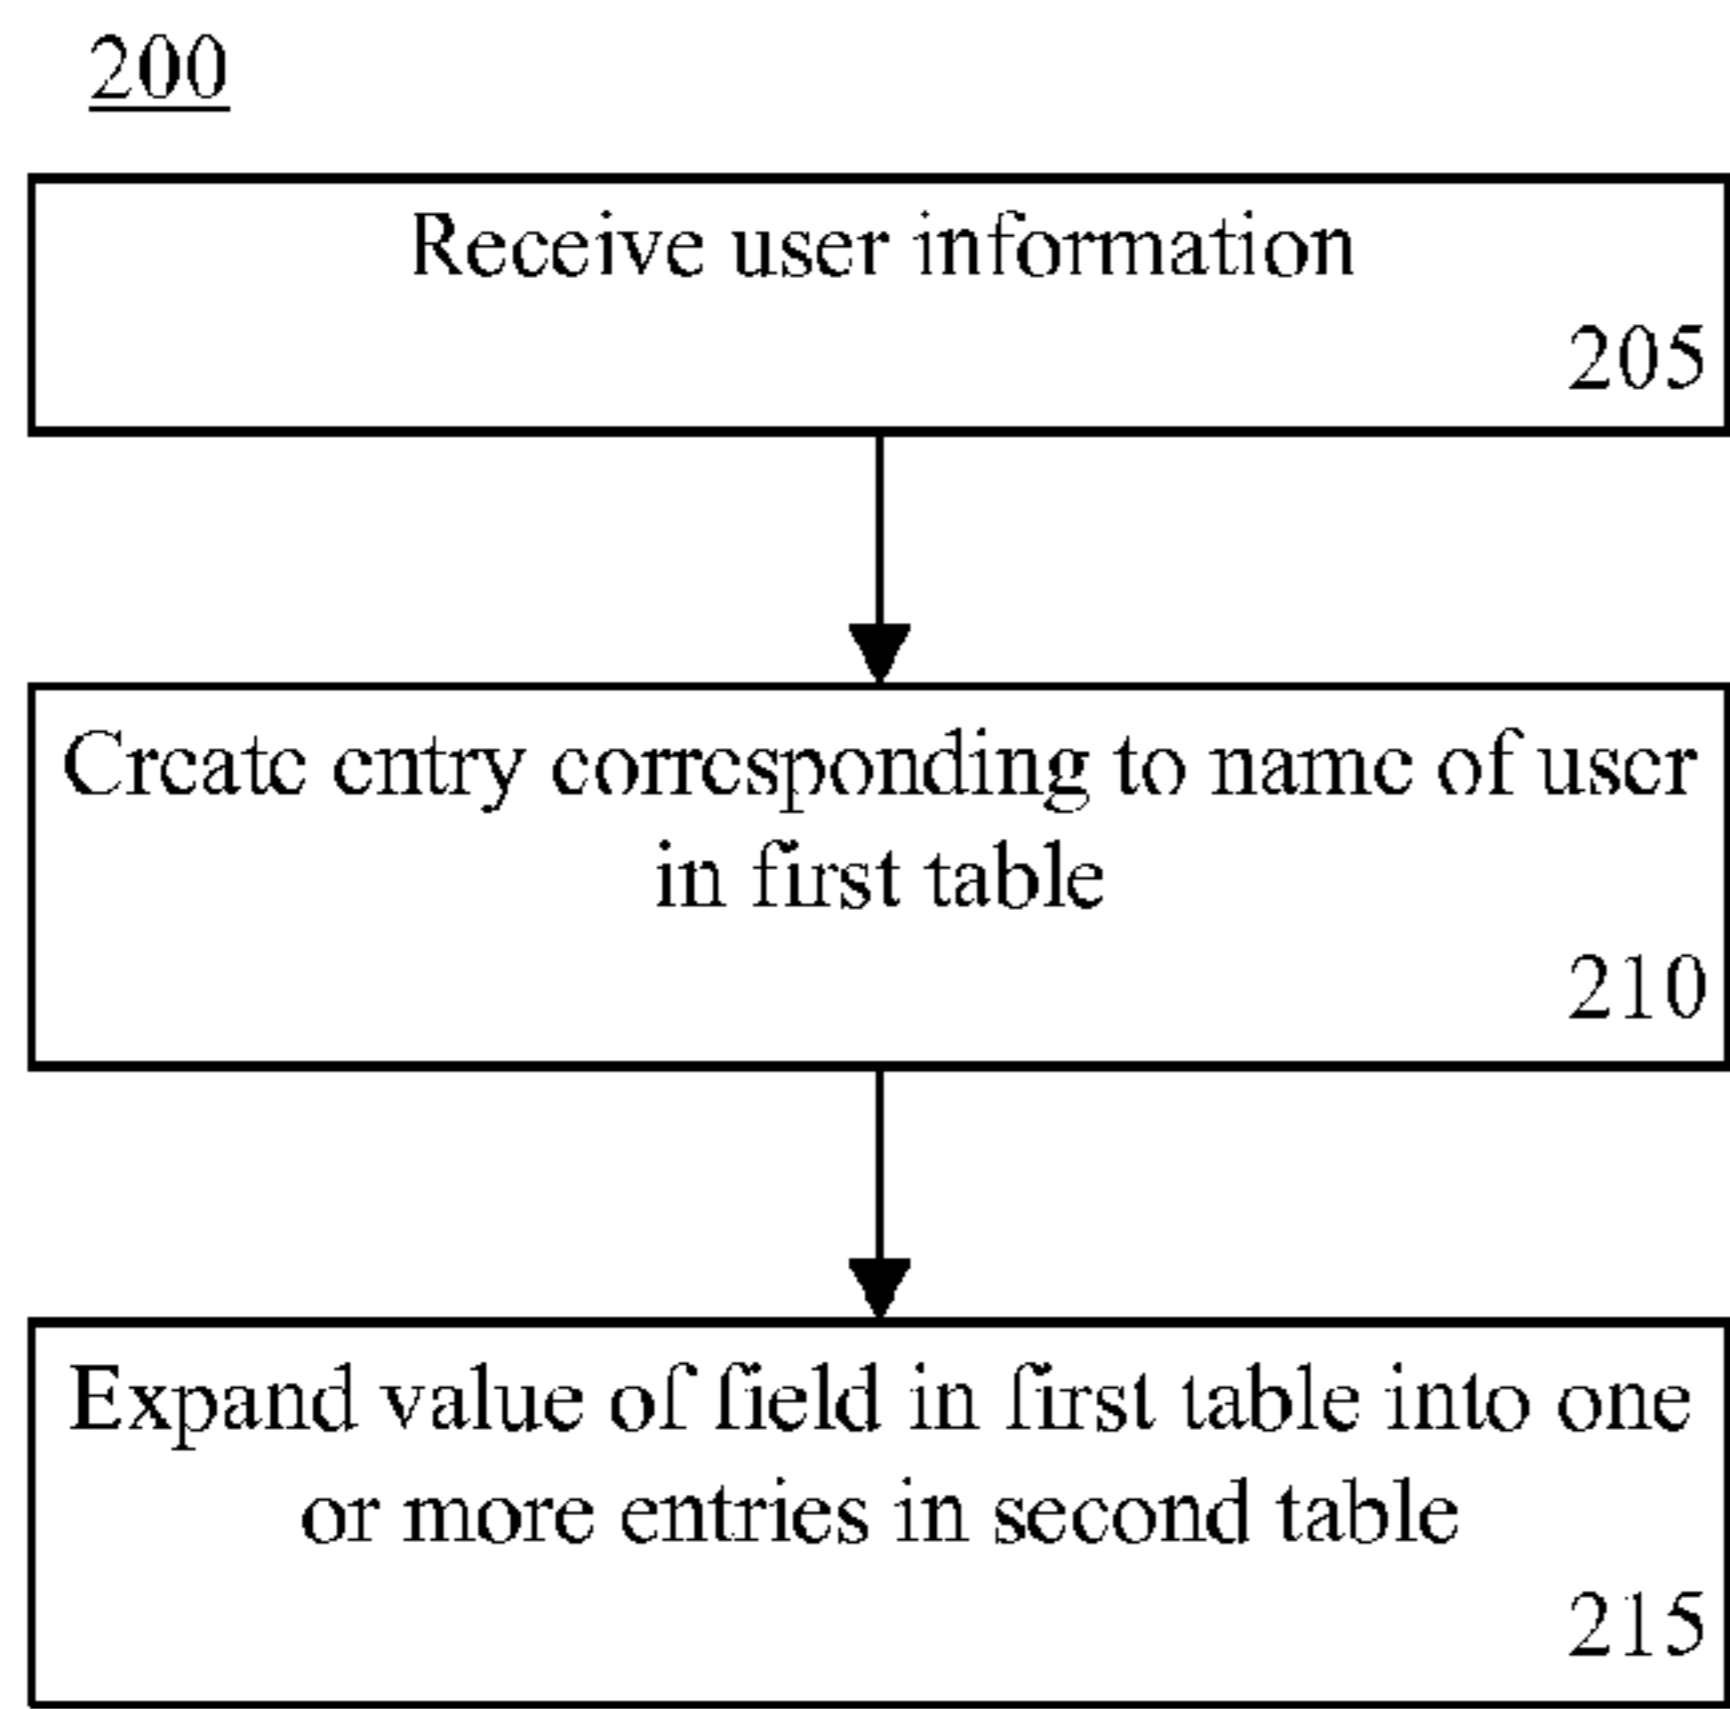 200
Receive user information
205
Create entry corresponding to name of user
in first table
210
Expand value of field in first table into one
or more entries in second table
215